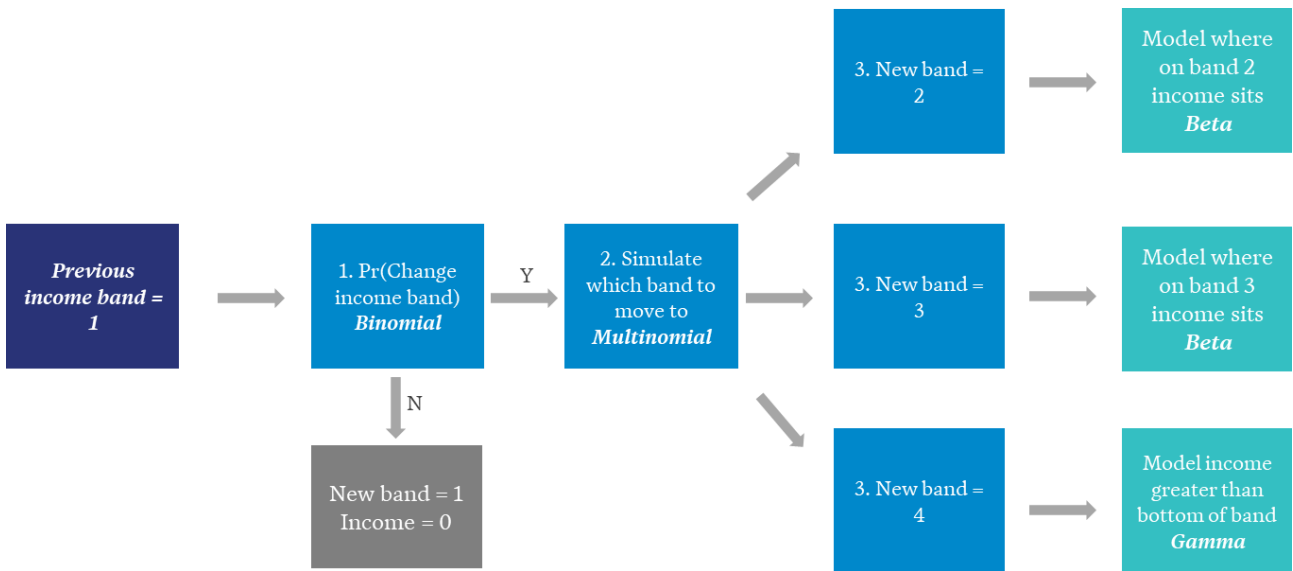 3. New band =
2
Model where
on band 2
income sits
Beta
Previous
income band =
1
1. Pr(Change
income band)
Binomial
Y
2. Simulate
which band to
move to
Multinomial
3. New band =
3
Model where
on band 3
income sits
Beta
N
New band = 1
Income = 0
3. New band =
4
Model income
greater than
bottom of band
Gamma